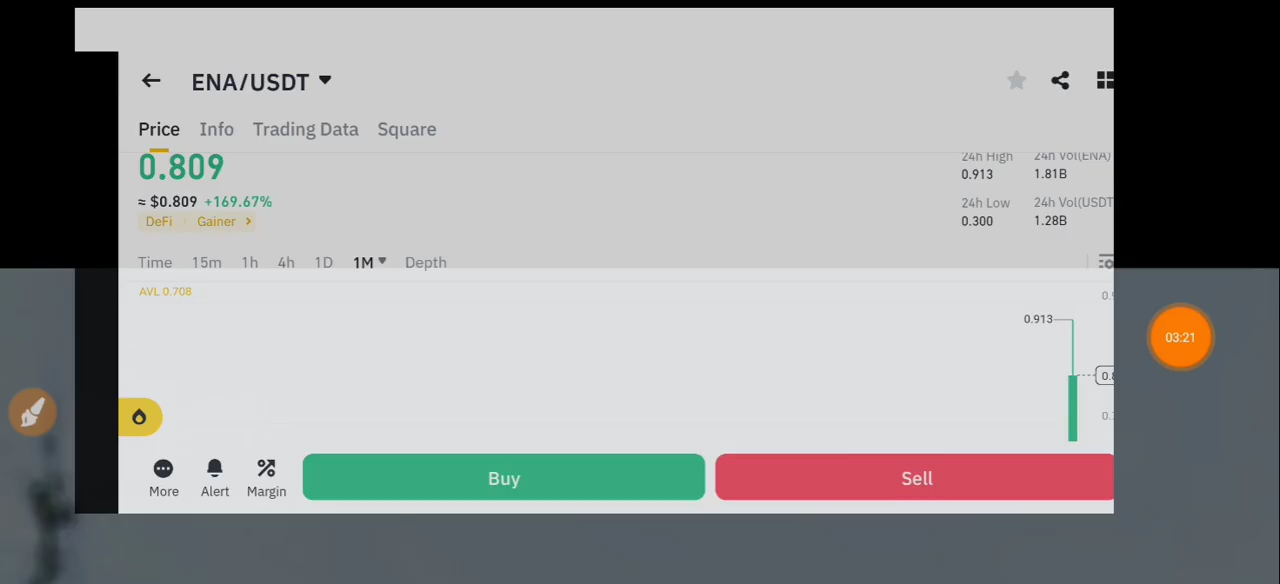 ENA/USDT
Price Info Trading Data Square
0.809
≈ $0.809 +169.67%
DeFi Gainer
24h High 24h Vol(ENA)
0.913 1.81B
24h Low 24h Vol(USDT
0.300 1.28B
Time 15m 1h 4h 1D 1M Depth
AVL 0.708
0.913
03:21
More Alert Margin Buy Sell